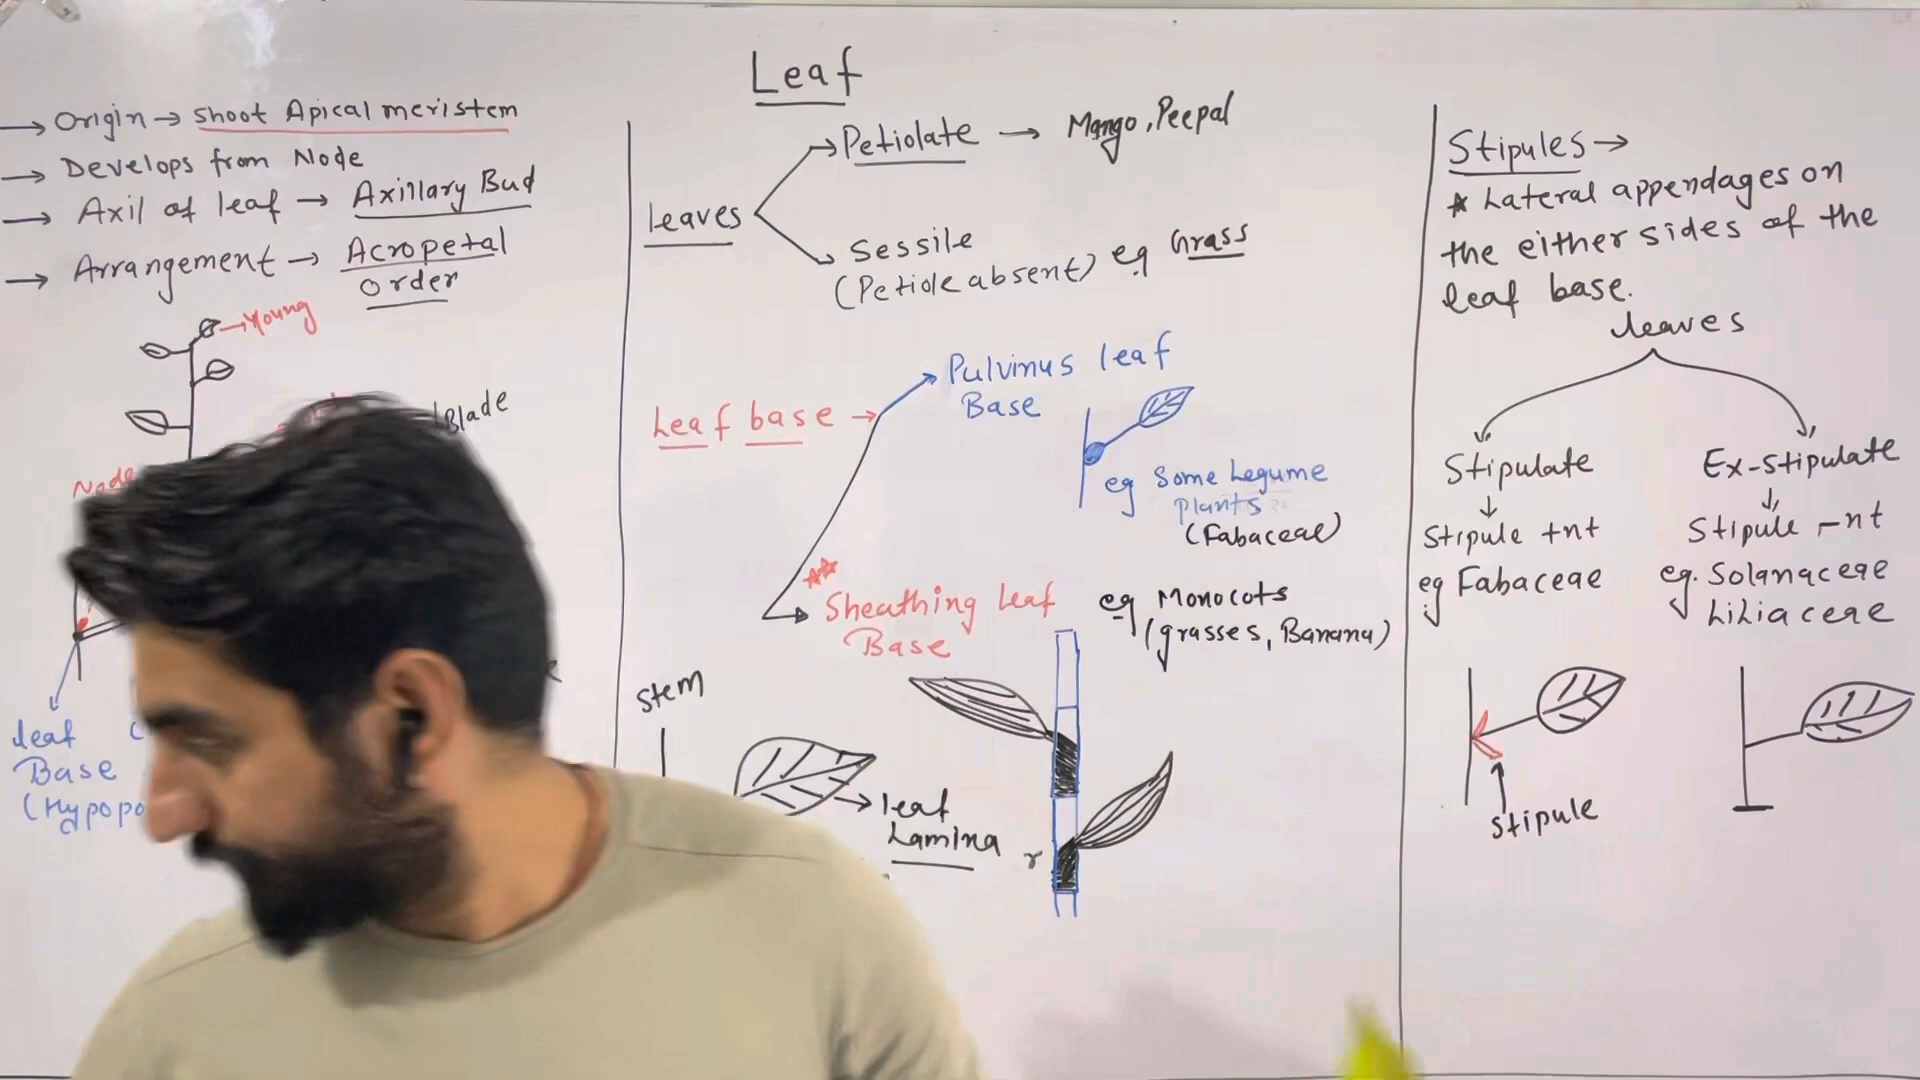 Leaf
→ Origin → Shoot Apical meristem
→ Develops from Node
→ Axil of leaf → Axillary Bud
→ Arrangement → Acropetal
order
→ Young
Blade
Node
leaf
Base
(Hypopo
leaves
→ Petiolate → Mango, Peepal
→ Sessile
(Petiole absent) eg Grass
Leaf base →
Pulvinus leaf
Base
eg Some Legume
plants
(Fabaceae)
** Sheathing leaf
Base
eg Monocots
(grasses, Banana)
Stem
→ leaf
Lamina
Stipules →
* Lateral appendages on
the either sides of the
leaf base.
leaves
Stipulate
Stipule +nt
eg Fabaceae
Ex-stipulate
Stipule -nt
eg. Solanaceae
Liliaceae
Stipule